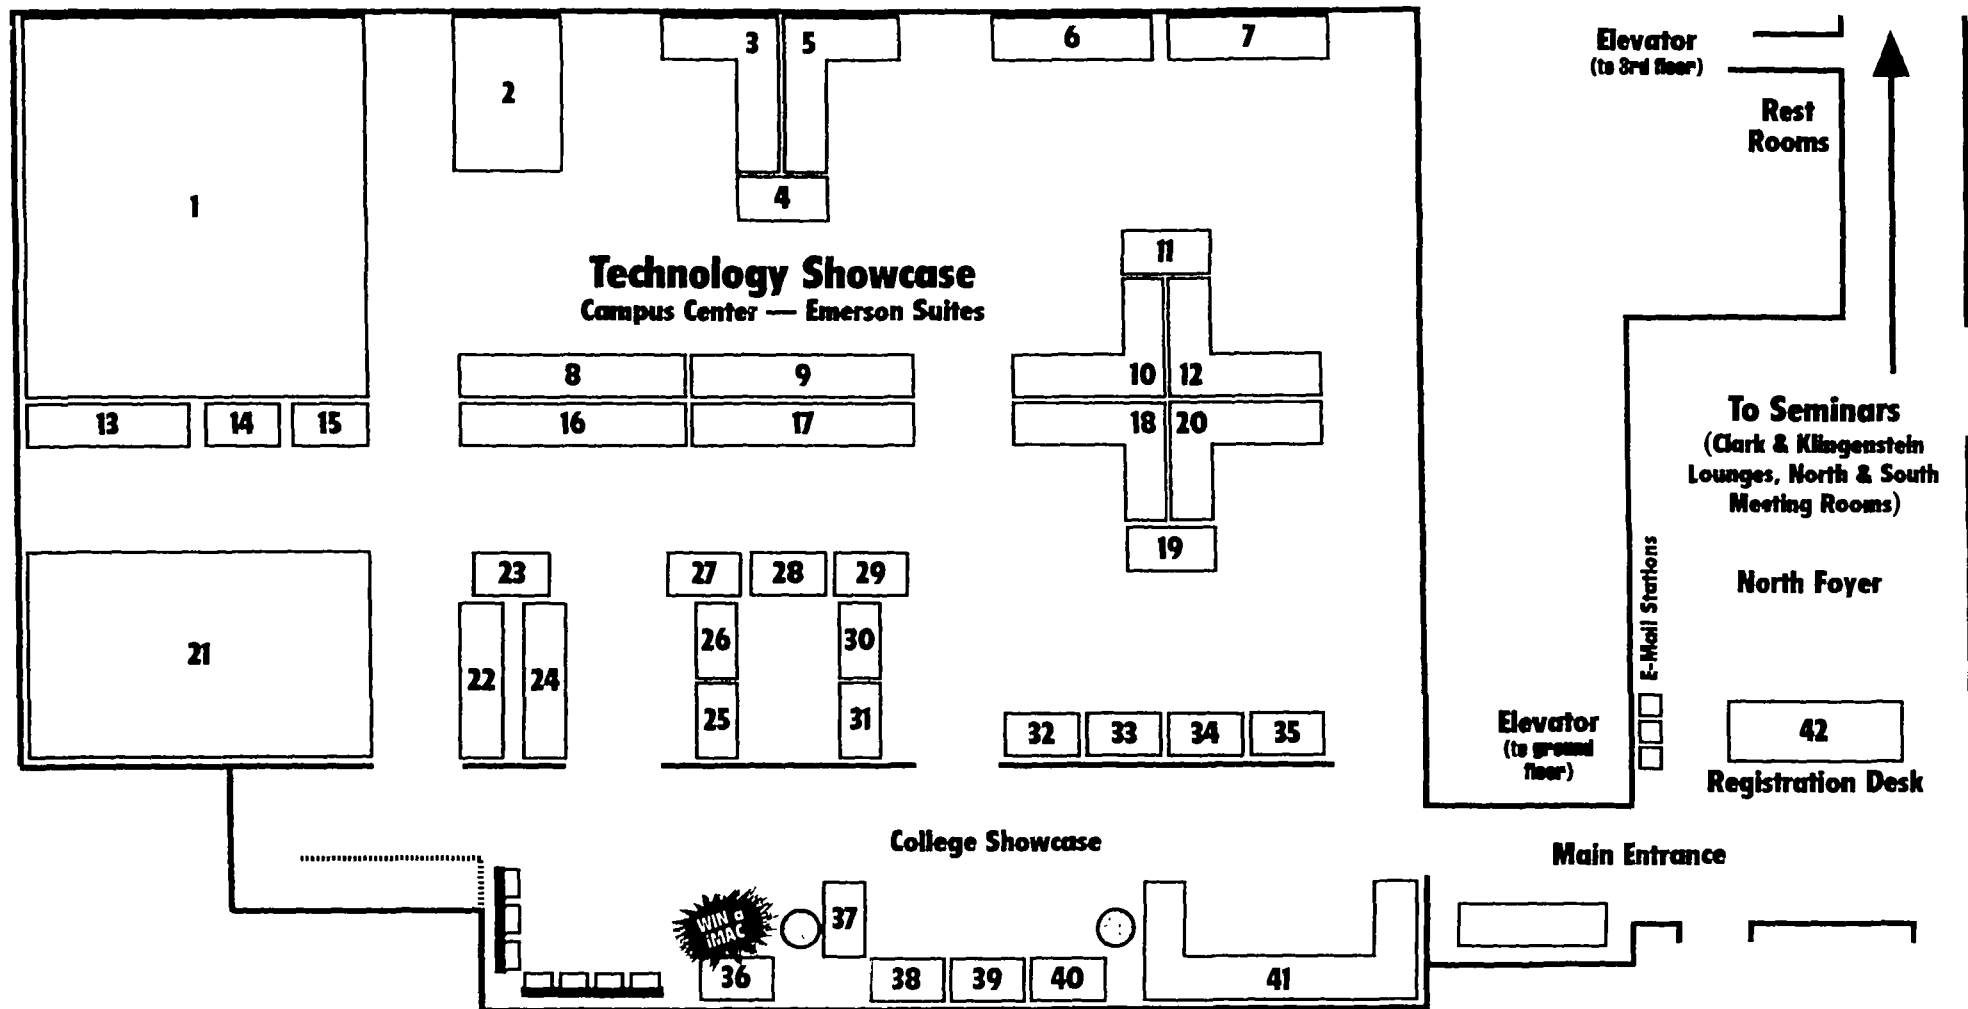 3 5
6
7
Elevator
(to 3rd floor)
2
Rest
Rooms
1
4
11
Technology Showcase
Campus Center — Emerson Suites
8
9
10 12
13
14
15
16
17
18 20
To Seminars
(Clark & Klingenstein
Lounges, North & South
Meeting Rooms)
19
23
27
28
29
E-Mail Stations
North Foyer
21
22
24
26
30
25
31
32
33
34
35
Elevator
(to ground
floor)
42
Registration Desk
College Showcase
Main Entrance
WIN a
iMAC
37
36
38
39
40
41